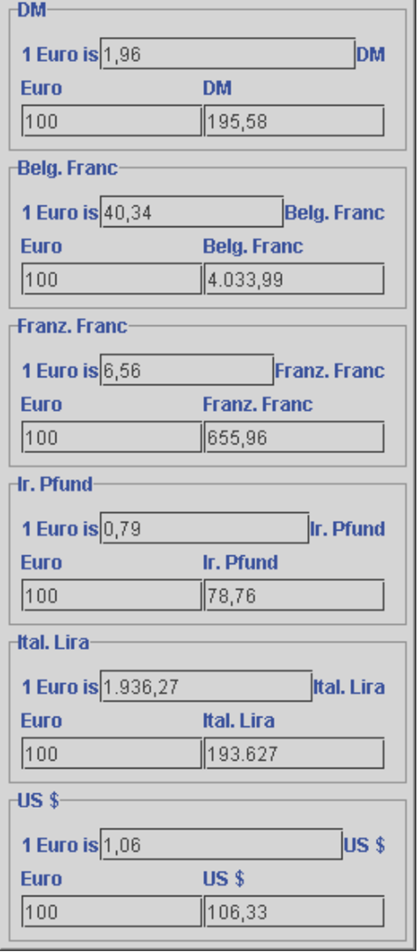 DM
1 Euro is 1,96 DM
Euro DM
100 195,58
Belg. Franc
1 Euro is 40,34 Belg. Franc
Euro Belg. Franc
100 4.033,99
Franz. Franc
1 Euro is 6,56 Franz. Franc
Euro Franz. Franc
100 655,96
Ir. Pfund
1 Euro is 0,79 Ir. Pfund
Euro Ir. Pfund
100 78,76
Ital. Lira
1 Euro is 1.936,27 Ital. Lira
Euro Ital. Lira
100 193.627
US $
1 Euro is 1,06 US $
Euro US $
100 106,33